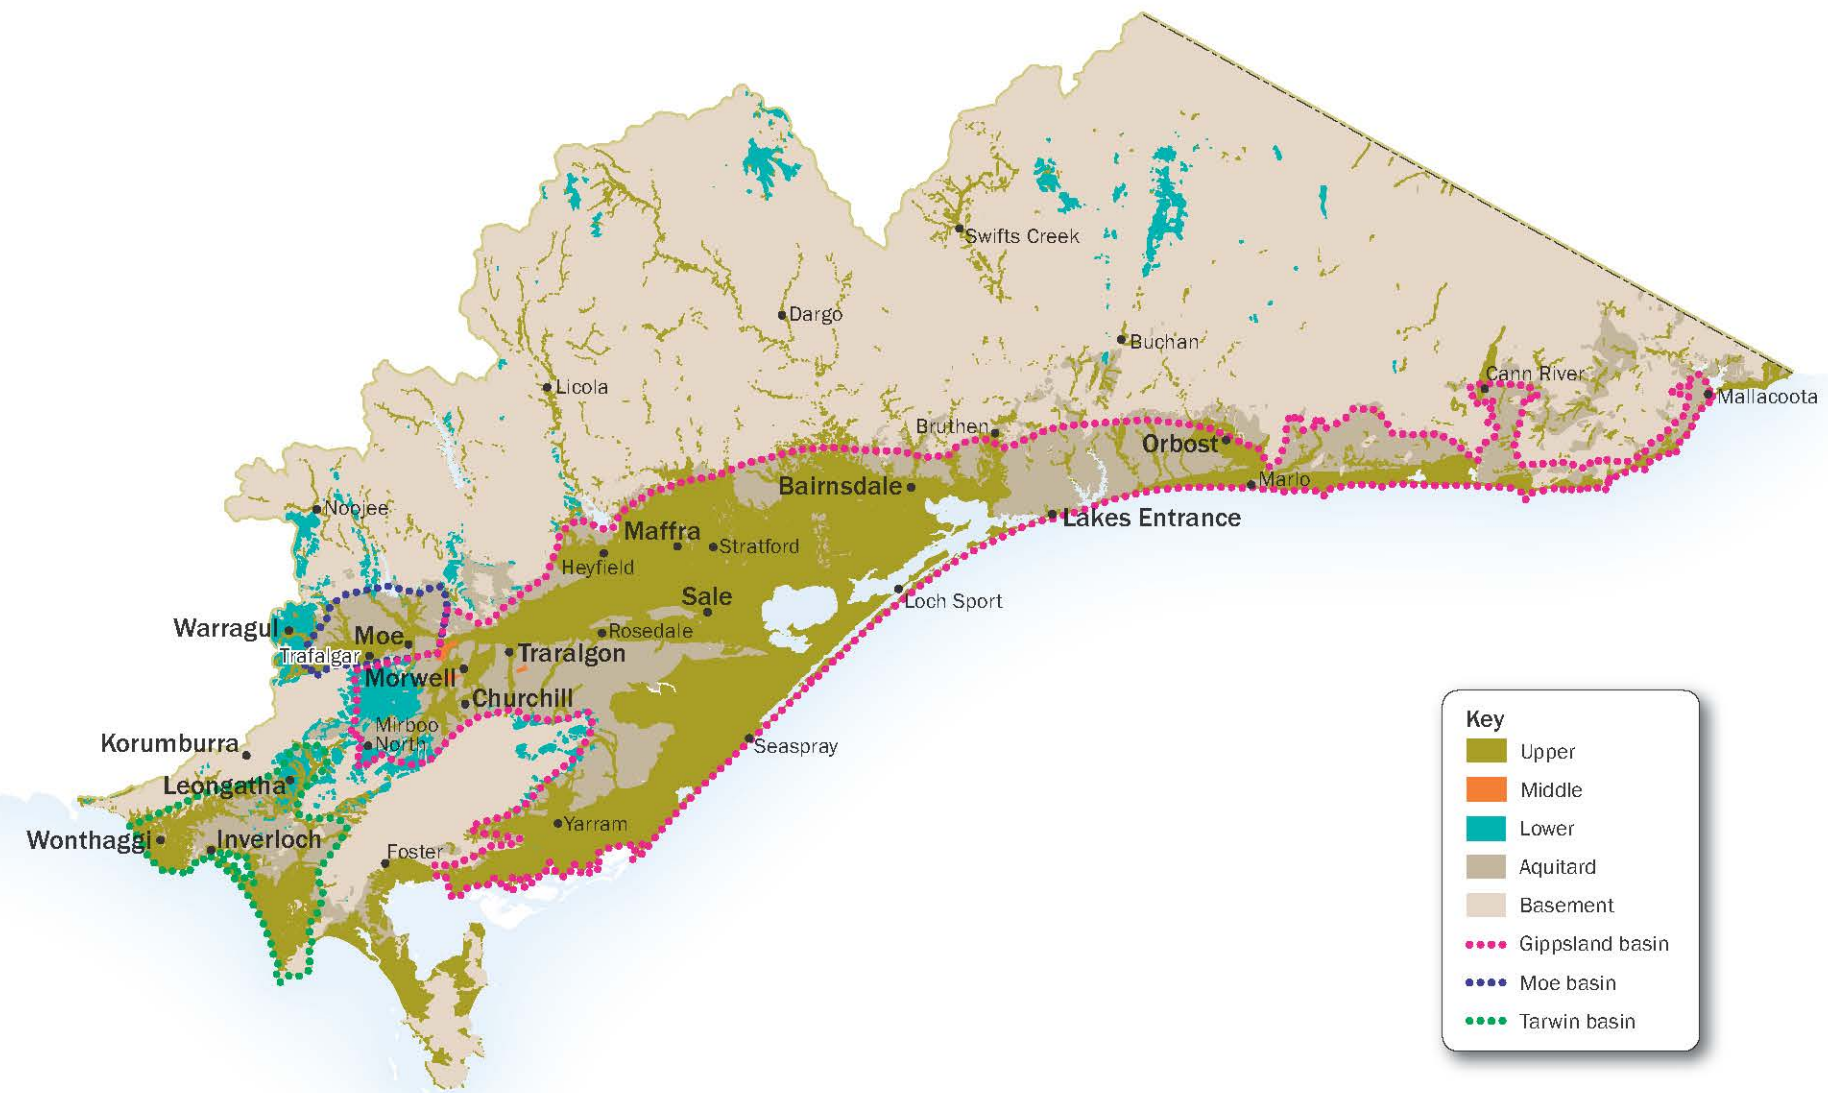 Swifts Creek
Dargo
Buchan
Cann River
Licola
Mallacoota
Bruthen
Orbost
Marlo
Bairnsdale
Noojee
Lakes Entrance
Maffra
Stratford
Heyfield
Sale
Loch Sport
Warragul
Moe
Rosedale
Trafalgar
Traralgon
Morwell
Churchill
Mirboo
North
Korumburra
Seaspray
Leongatha
Yarram
Wonthaggi
Inverloch
Foster
Key
Upper
Middle
Lower
Aquitard
Basement
Gippsland basin
Moe basin
Tarwin basin